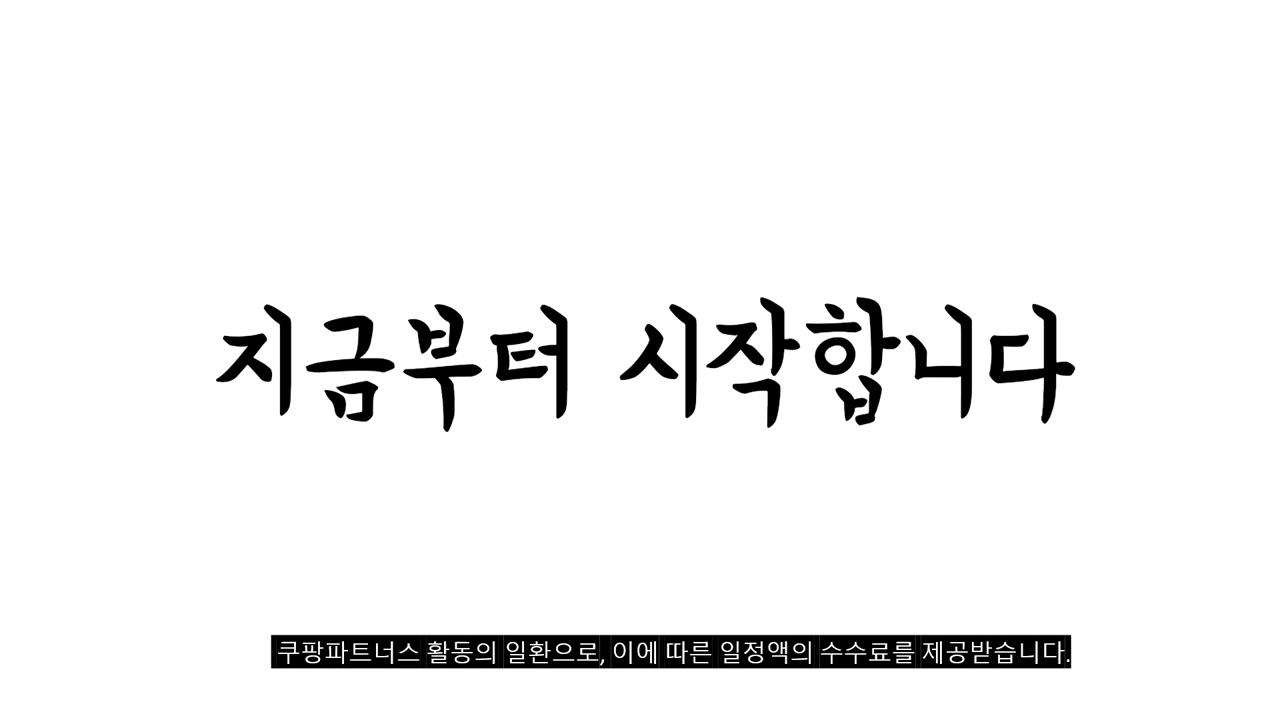 지금부터 시작합니다
쿠팡파트너스 활동의 일환으로, 이에 따른 일정액의 수수료를 제공받습니다.